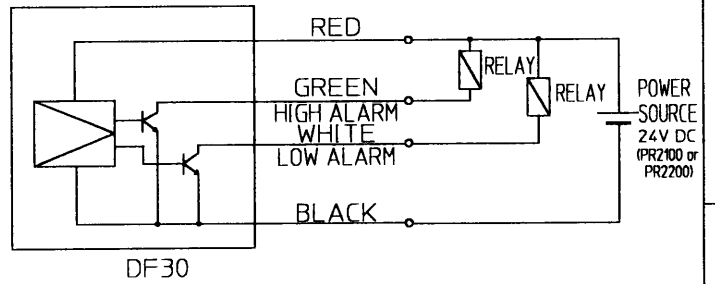 RED
RELAY
RELAY
GREEN
HIGH ALARM
WHITE
LOW ALARM
POWER
SOURCE
24V DC
(PR2100 or
PR2200)
BLACK
DF30